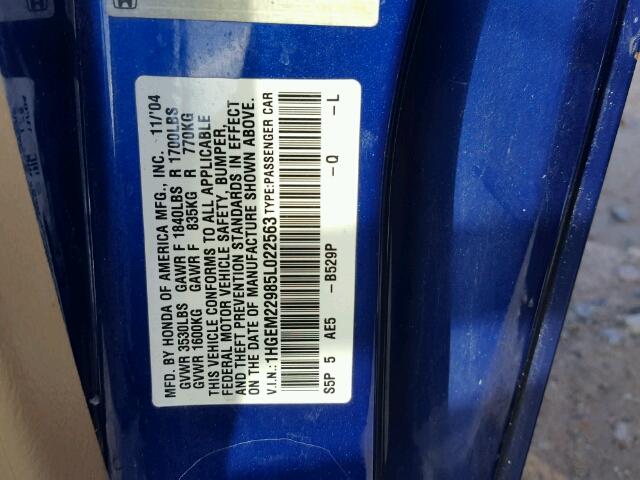 MFD. BY HONDA OF AMERICA MFG., INC. 11/'04
GVWR 3530LBS GAWR F 1840LBS R 1700LBS
GVWR 1600KG GAWR F 835KG R 770KG
THIS VEHICLE CONFORMS TO ALL APPLICABLE
FEDERAL MOTOR VEHICLE SAFETY, BUMPER,
AND THEFT PREVENTION STANDARDS IN EFFECT
ON THE DATE OF MANUFACTURE SHOWN ABOVE.
V.I.N.:1HGEM22985L022563 TYPE:PASSENGER CAR
S5P 5 AE5 -B529P -Q -L